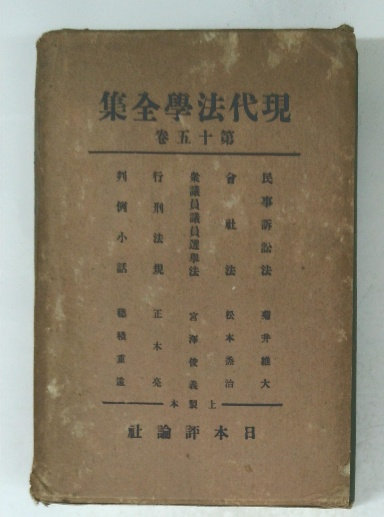 現代法學全集
第十五卷
民事訴訟法 菊井維大
會社法 松本烝治
衆議院議員選擧法 宮澤俊義
行刑法規 正木亮
判例小話 穗積重遠
上製本
日本評論社